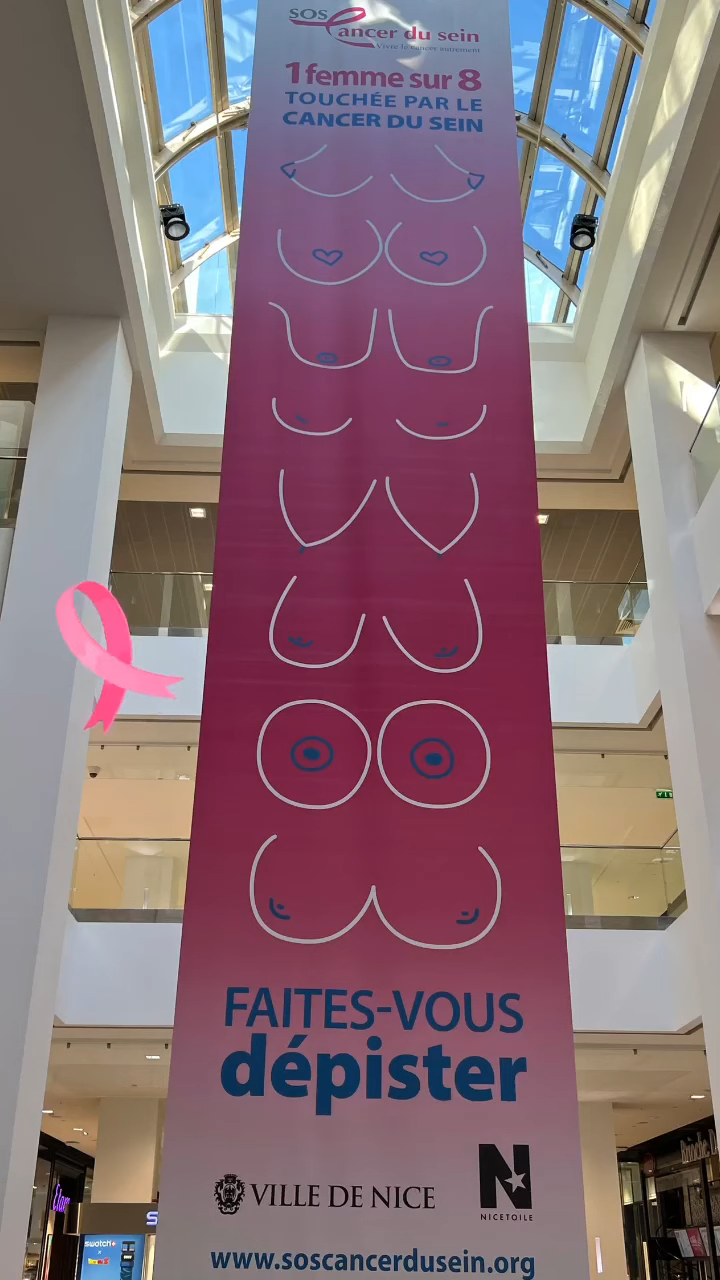 SOS
Cancer du sein
Vivre le cancer autrement
1 femme sur 8
TOUCHÉE PAR LE
CANCER DU SEIN
FAITES-VOUS
dépister
VILLE DE NICE
N
NICETOILE
www.soscancerdusein.org
swatch